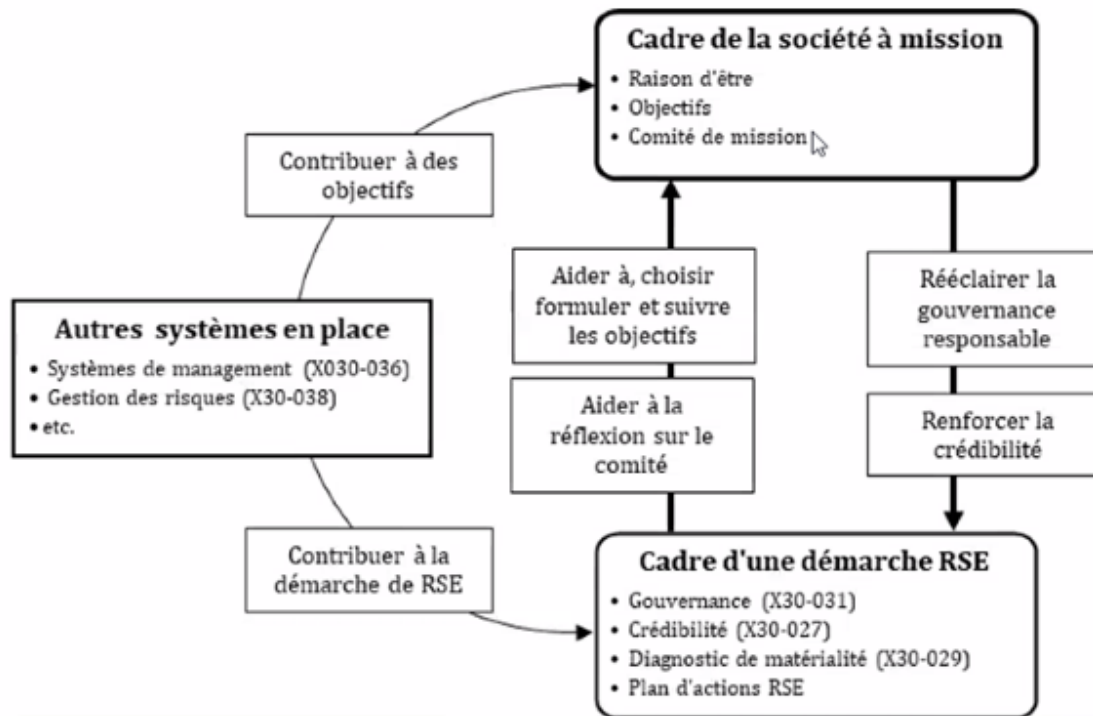 Cadre de la société à mission
• Raison d'être
• Objectifs
• Comité de mission
Contribuer à des
objectifs
Aider à, choisir
formuler et suivre
les objectifs
Rééclairer la
gouvernance
responsable
Autres systèmes en place
• Systèmes de management (X030-036)
• Gestion des risques (X30-038)
• etc.
Aider à la
réflexion sur le
comité
Renforcer la
crédibilité
Contribuer à la
démarche de RSE
Cadre d'une démarche RSE
• Gouvernance (X30-031)
• Crédibilité (X30-027)
• Diagnostic de matérialité (X30-029)
• Plan d'actions RSE